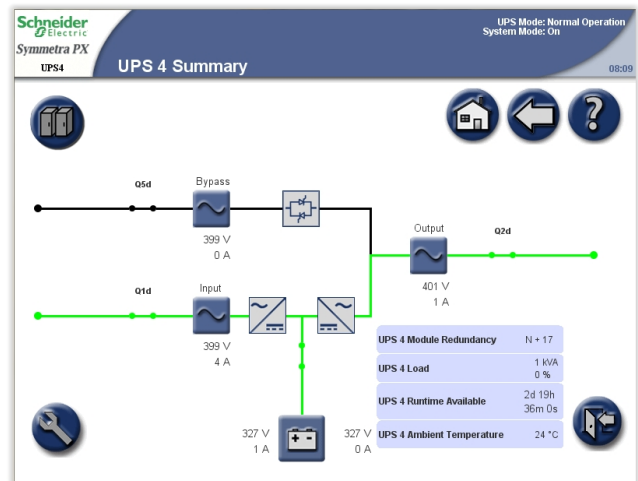 Schneider
Electric
Symmetra PX
UPS4
UPS 4 Summary
UPS Mode: Normal Operation
System Mode: On
08:09
Q5d
Bypass
399 V
0 A
Output
Q2d
401 V
1 A
Q1d
Input
399 V
4 A
UPS 4 Module Redundancy N + 17
UPS 4 Load 1 kVA
0 %
UPS 4 Runtime Available 2d 19h
36m 0s
UPS 4 Ambient Temperature 24 °C
327 V
1 A
327 V
0 A